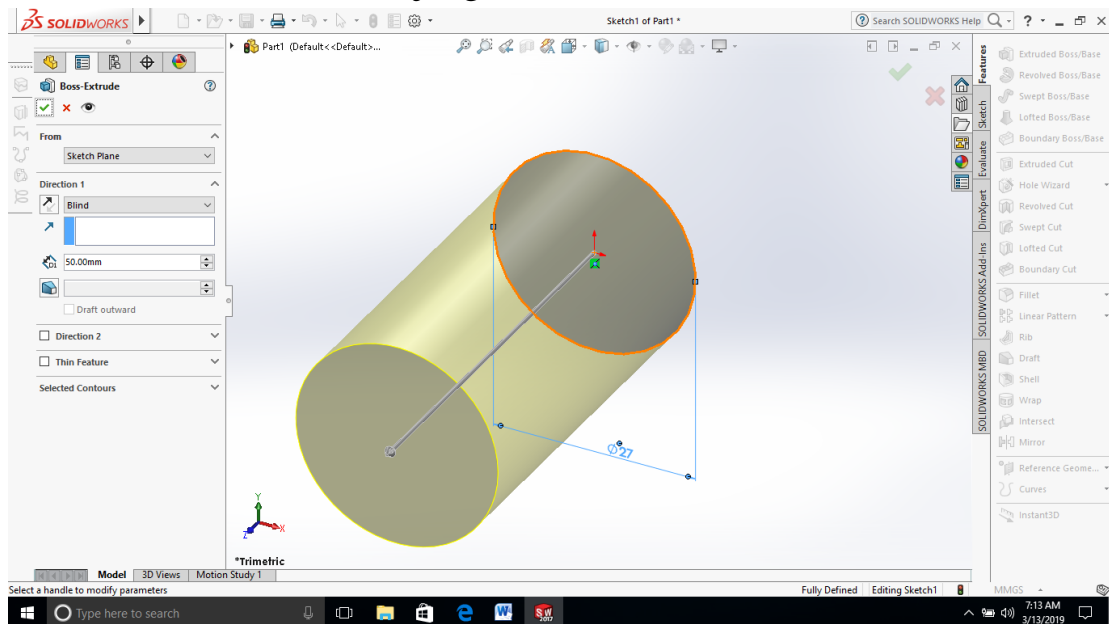 SOLIDWORKS
Sketch1 of Part1 *
Search SOLIDWORKS Help
Part1 (Default<<Default>...
Boss-Extrude
From
Sketch Plane
Direction 1
Blind
D1
50.00mm
Draft outward
Direction 2
Thin Feature
Selected Contours
Ø27
Y
X
Z
*Trimetric
Features
Sketch
Evaluate
DimXpert
SOLIDWORKS Add-Ins
SOLIDWORKS MBD
Extruded Boss/Base
Revolved Boss/Base
Swept Boss/Base
Lofted Boss/Base
Boundary Boss/Base
Extruded Cut
Hole Wizard
Revolved Cut
Swept Cut
Lofted Cut
Boundary Cut
Fillet
Linear Pattern
Rib
Draft
Shell
Wrap
Intersect
Mirror
Reference Geome...
Curves
Instant3D
Model 3D Views Motion Study 1
Select a handle to modify parameters
Fully Defined Editing Sketch1 MMGS
Type here to search
SW 2017
7:13 AM
3/13/2019